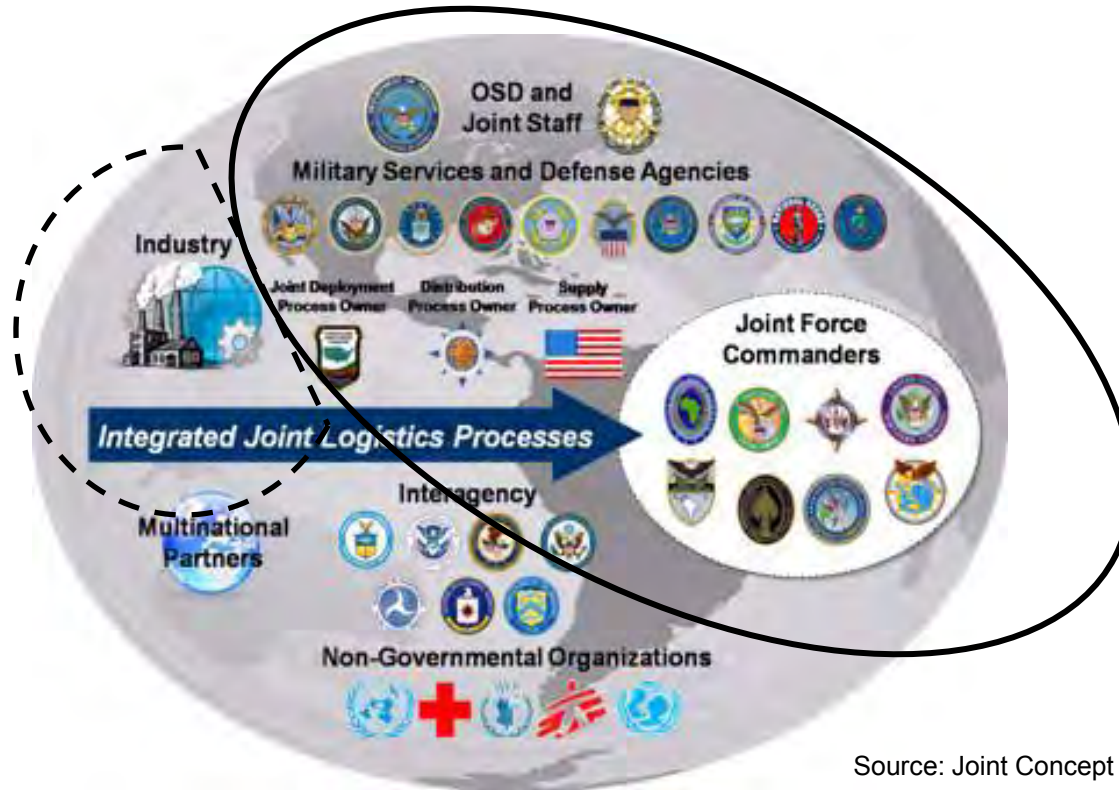 OSD and
Joint Staff
Military Services and Defense Agencies
Industry
Joint Deployment
Process Owner
Distribution
Process Owner
Supply
Process Owner
Joint Force
Commanders
Integrated Joint Logistics Processes
Interagency
Multinational
Partners
Non-Governmental Organizations
Source: Joint Concept